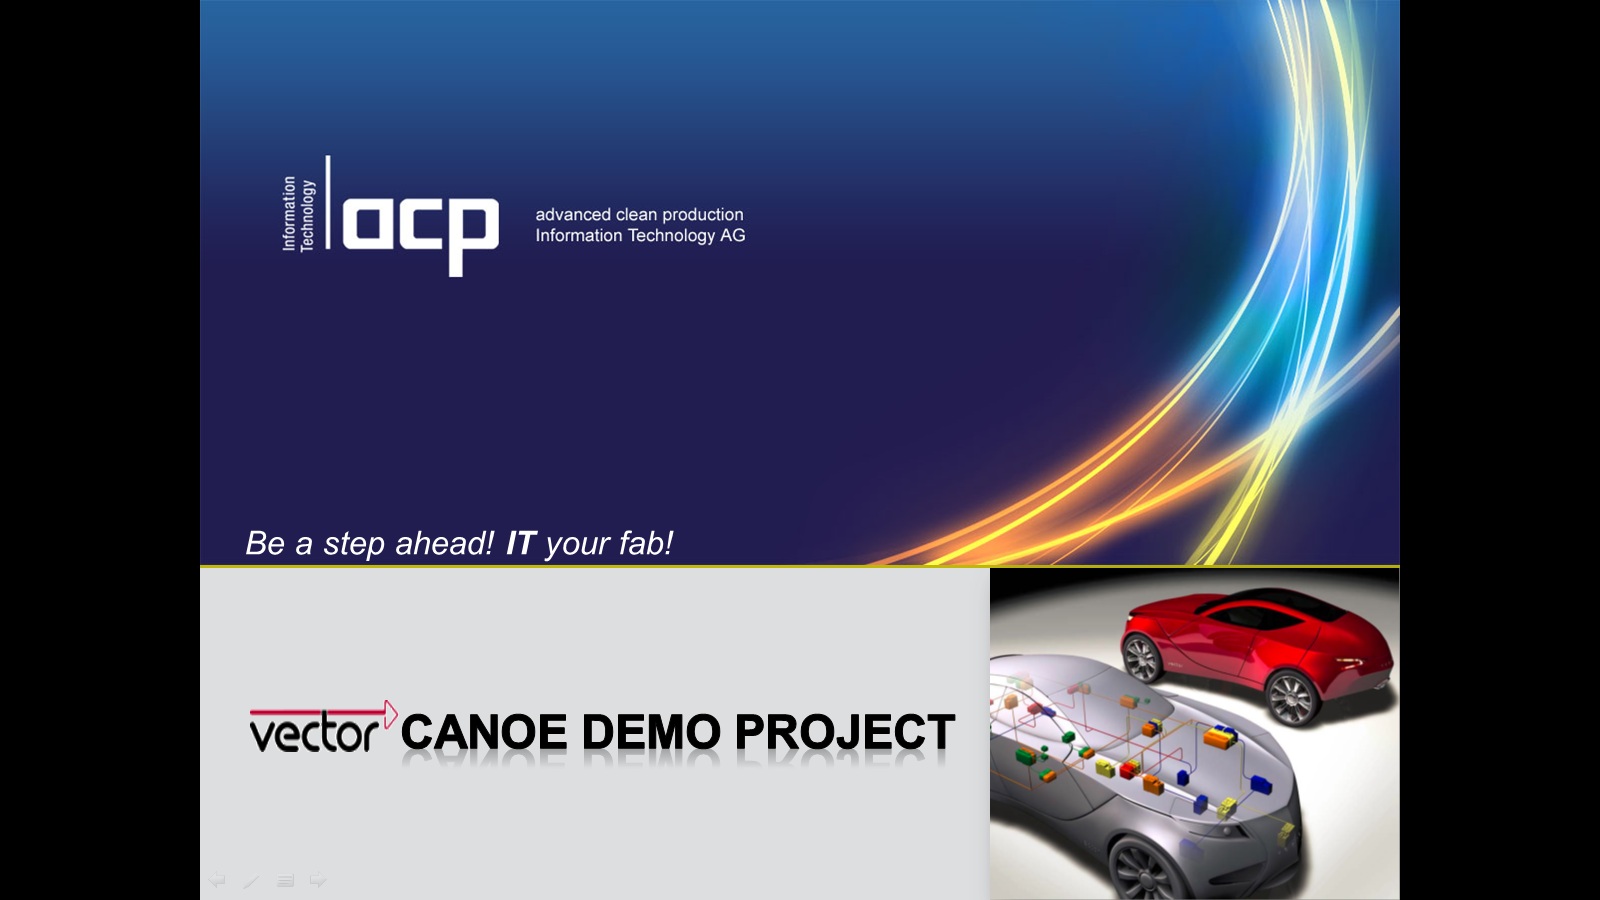 Information
Technology
acp
advanced clean production
Information Technology AG
Be a step ahead! IT your fab!
vector CANOE DEMO PROJECT